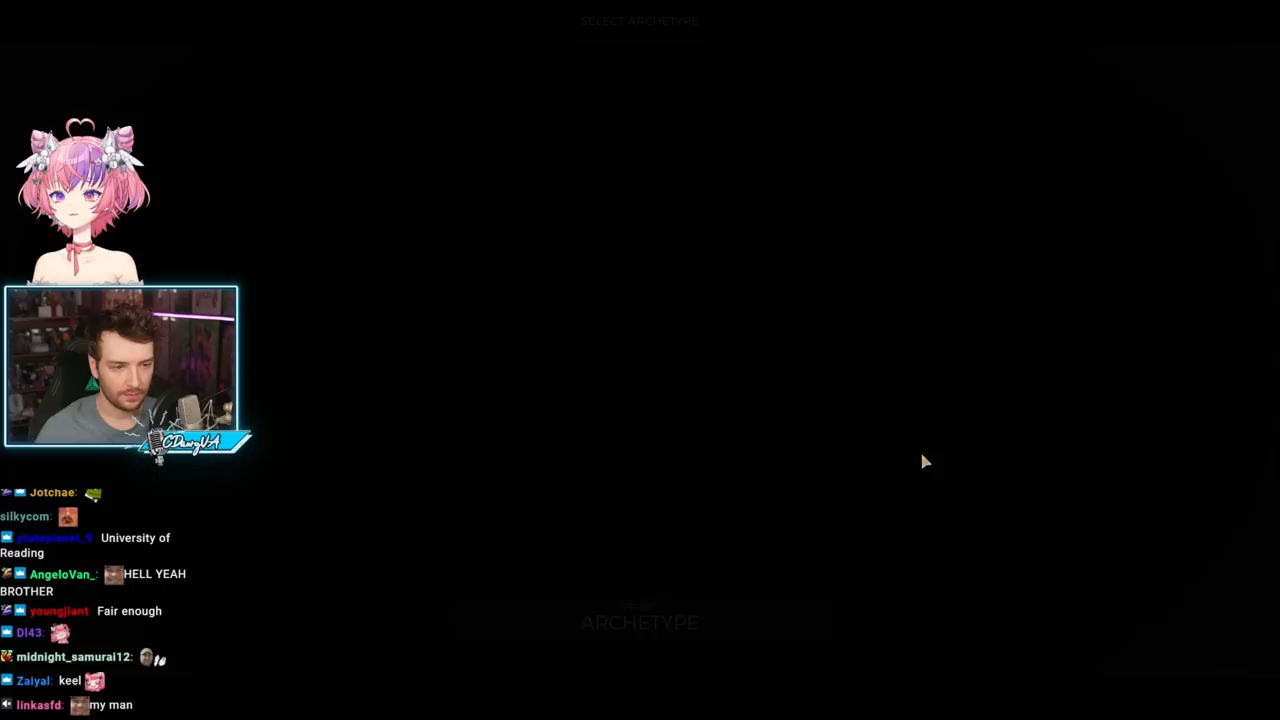 SELECT ARCHETYPE
CDawgVA
Jotchae:
silkycom:
plutoplanet_9 University of
Reading
AngeloVan_: HELL YEAH
BROTHER
youngjiant: Fair enough
DI43:
midnight_samurai12:
Zaiyal: keel
linkasfd: my man
ARCHETYPE